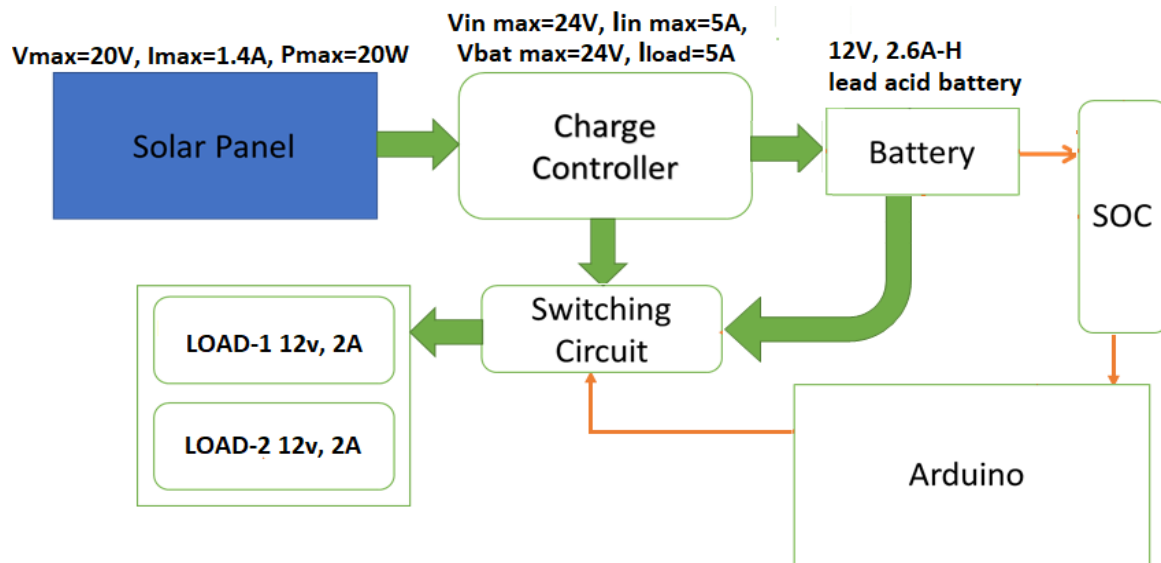 Vin max=24V, Iin max=5A,
Vbat max=24V, Iload=5A
Vmax=20V, Imax=1.4A, Pmax=20W
12V, 2.6A-H
lead acid battery
Solar Panel
Charge
Controller
Battery
SOC
Switching
Circuit
LOAD-1 12v, 2A
LOAD-2 12v, 2A
Arduino